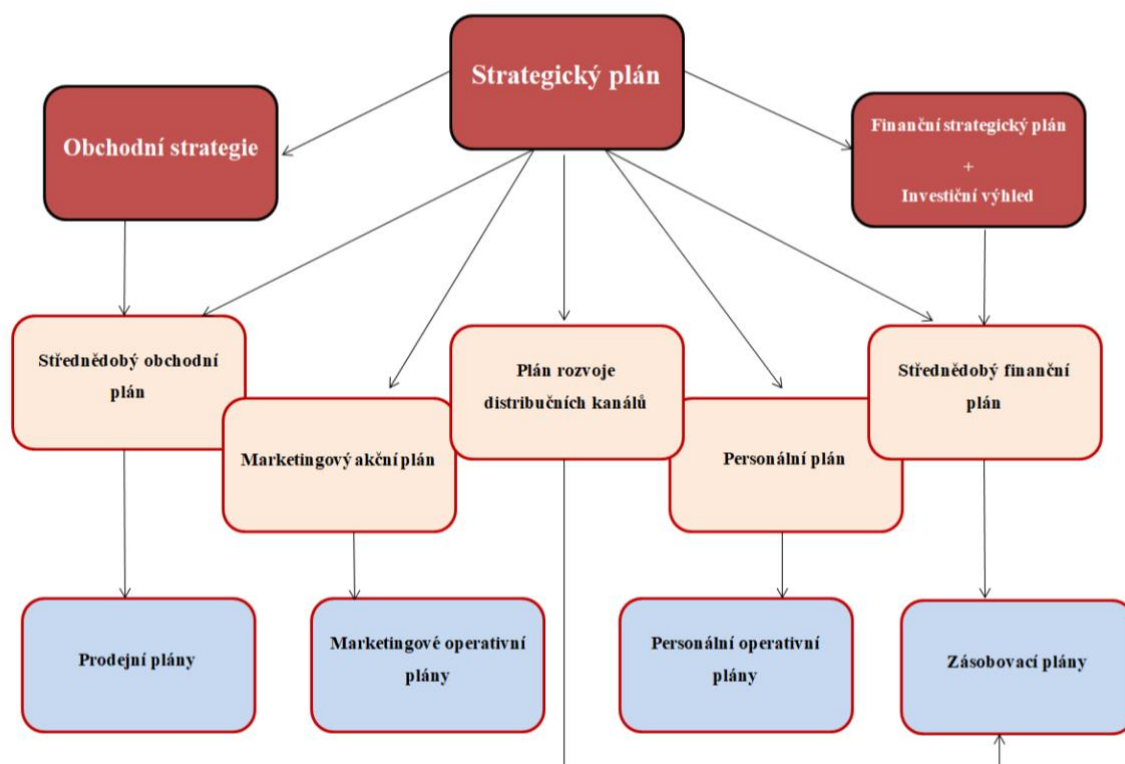 Strategický plán
Obchodní strategie
Finanční strategický plán
+
Investiční výhled
Střednědobý obchodní
plán
Marketingový akční plán
Plán rozvoje
distribučních kanálů
Personální plán
Střednědobý finanční
plán
Prodejní plány
Marketingové operativní
plány
Personální operativní
plány
Zásobovací plány